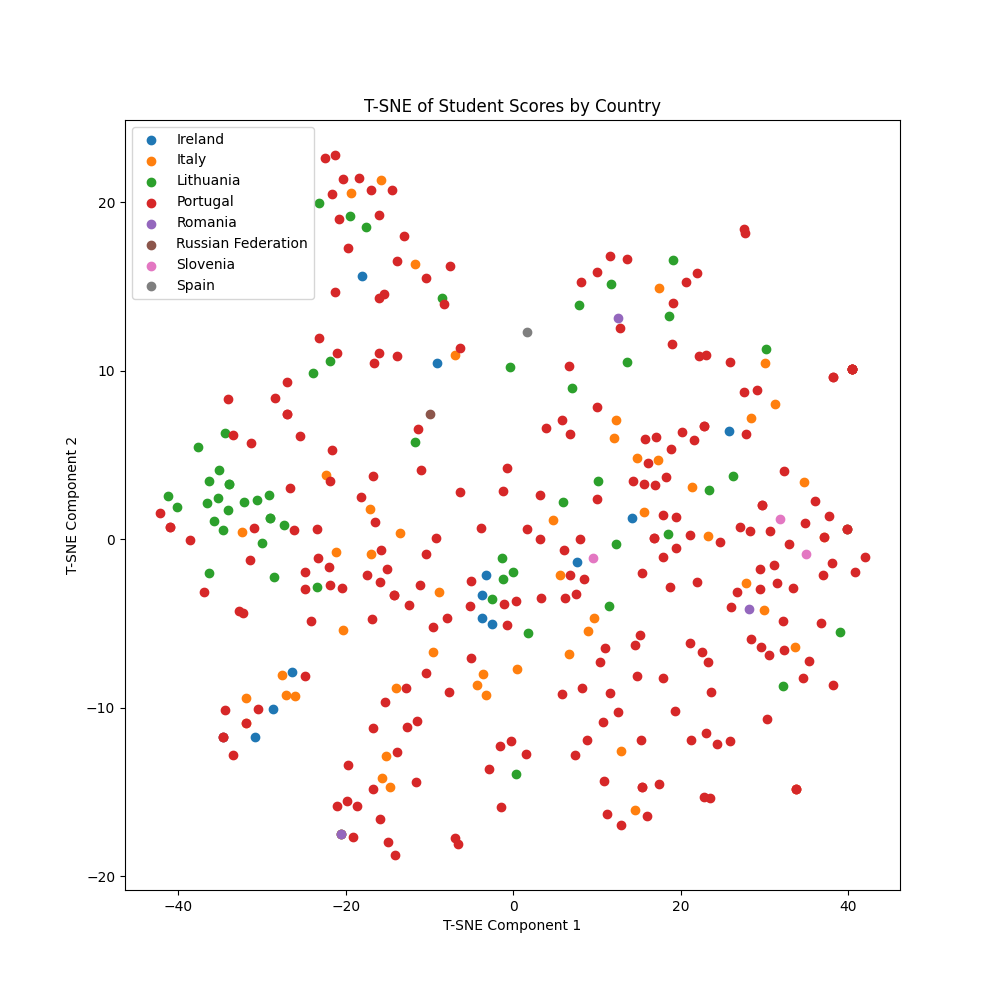 T-SNE of Student Scores by Country
Ireland
Italy
Lithuania
Portugal
Romania
Russian Federation
Slovenia
Spain
20
10
0
−10
−20
T-SNE Component 2
−40
−20
0
20
40
T-SNE Component 1